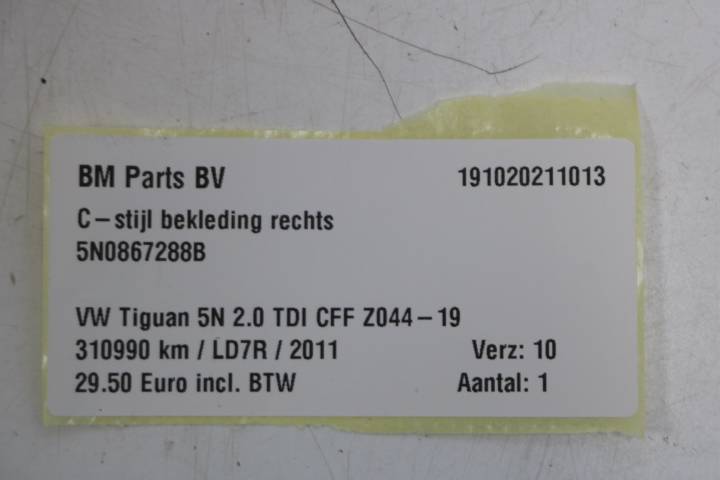 BM Parts BV 191020211013
C-stijl bekleding rechts
5N0867288B
VW Tiguan 5N 2.0 TDI CFF Z044-19
310990 km / LD7R / 2011 Verz: 10
29.50 Euro incl. BTW Aantal: 1